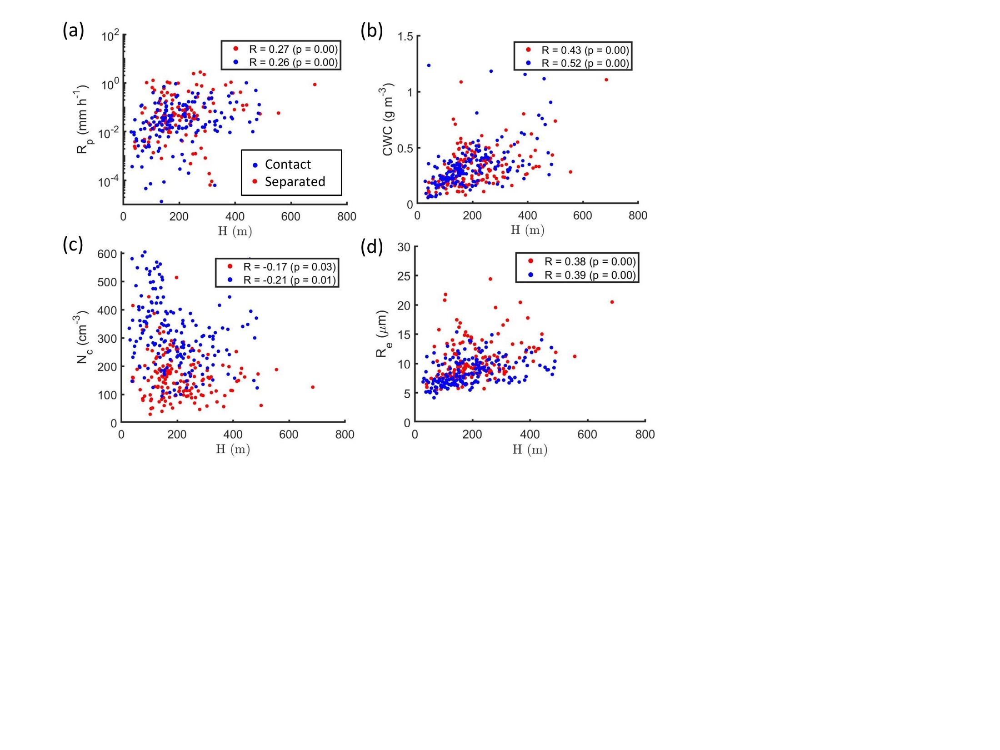 (a)
10^2
10^0
10^-2
10^-4
R_p (mm h^-1)
R = 0.27 (p = 0.00)
R = 0.26 (p = 0.00)
Contact
Separated
0 200 400 600 800
H (m)
(b)
1.5
1
0.5
0
CWC (g m^-3)
R = 0.43 (p = 0.00)
R = 0.52 (p = 0.00)
0 200 400 600 800
H (m)
(c)
600
500
400
300
200
100
0
N_c (cm^-3)
R = -0.17 (p = 0.03)
R = -0.21 (p = 0.01)
0 200 400 600 800
H (m)
(d)
30
25
20
15
10
5
0
R_e (μm)
R = 0.38 (p = 0.00)
R = 0.39 (p = 0.00)
0 200 400 600 800
H (m)